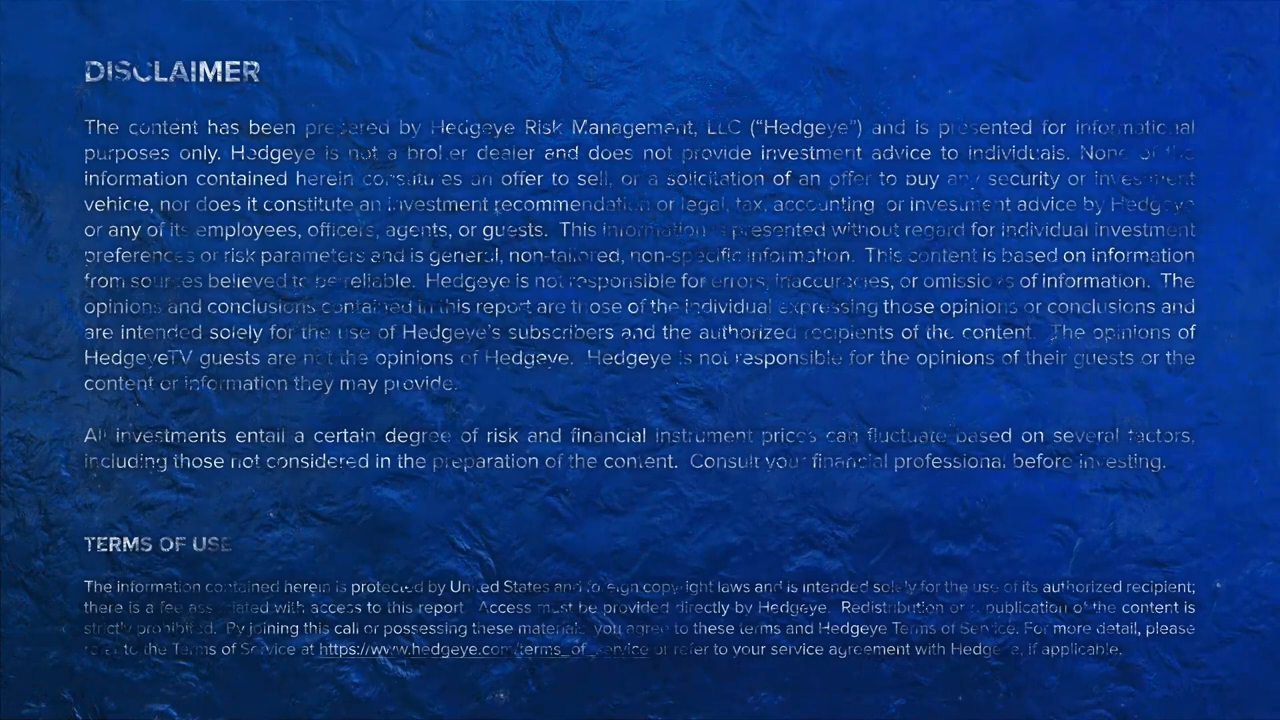 DISCLAIMER
The content has been prepared by Hedgeye Risk Management, LLC (“Hedgeye”) and is presented for informational
purposes only. Hedgeye is not a broker dealer and does not provide investment advice to individuals. None of the
information contained herein constitutes an offer to sell, or a solicitation of an offer to buy any security or investment
vehicle, nor does it constitute an investment recommendation or legal, tax, accounting or investment advice by Hedgeye
or any of its employees, officers, agents, or guests. This information is presented without regard for individual investment
preferences or risk parameters and is general, non-tailored, non-specific information. This content is based on information
from sources believed to be reliable. Hedgeye is not responsible for errors, inaccuracies, or omissions of information. The
opinions and conclusions contained in this report are those of the individual expressing those opinions or conclusions and
are intended solely for the use of Hedgeye’s subscribers and the authorized recipients of the content. The opinions of
HedgeyeTV guests are not the opinions of Hedgeye. Hedgeye is not responsible for the opinions of their guests or the
content or information they may provide.
All investments entail a certain degree of risk and financial instrument prices can fluctuate based on several factors,
including those not considered in the preparation of the content. Consult your financial professional before investing.
TERMS OF USE
The information contained herein is protected by United States and foreign copyright laws and is intended solely for the use of its authorized recipient;
there is a fee associated with access to this report. Access must be provided directly by Hedgeye. Redistribution or republication of the content is
strictly prohibited. By joining this call or possessing these materials, you agree to these terms and Hedgeye Terms of Service. For more detail, please
refer to the Terms of Service at https://www.hedgeye.com/terms_of_service or refer to your service agreement with Hedgeye, if applicable.